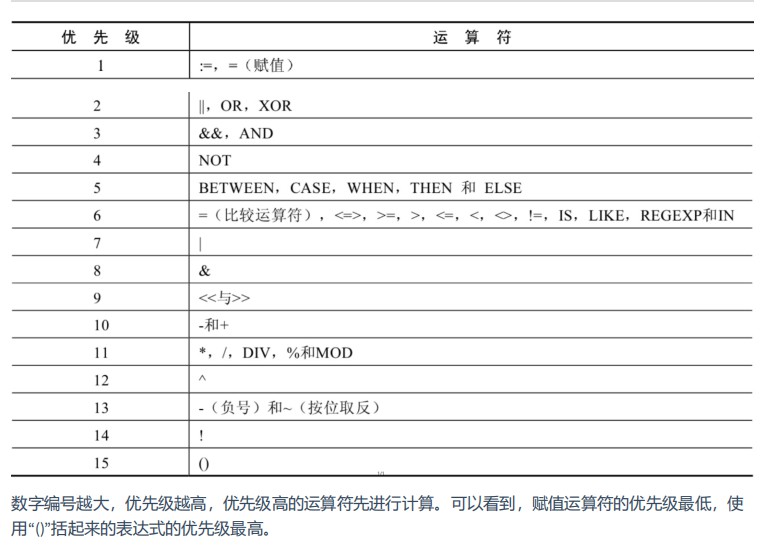 优 先 级 运 算 符
1 :=，=（赋值）
2 ||，OR，XOR
3 &&，AND
4 NOT
5 BETWEEN，CASE，WHEN，THEN 和 ELSE
6 =（比较运算符），<=>，>=，>，<=，<，<>，!=，IS，LIKE，REGEXP和IN
7 |
8 &
9 <<与>>
10 -和+
11 *，/，DIV，%和MOD
12 ^
13 -（负号）和~（按位取反）
14 !
15 ()
数字编号越大，优先级越高，优先级高的运算符先进行计算。可以看到，赋值运算符的优先级最低，使
用“()”括起来的表达式的优先级最高。